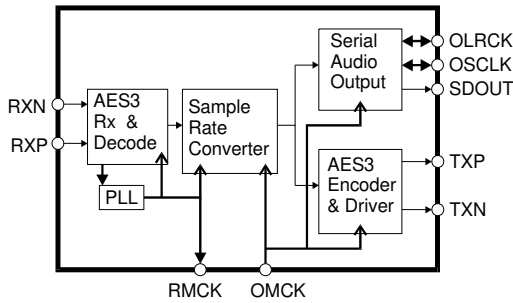 Serial
Audio
Output
OLRCK
OSCLK
SDOUT
RXN
RXP
AES3
Rx &
Decode
Sample
Rate
Converter
AES3
Encoder
& Driver
TXP
TXN
PLL
RMCK
OMCK